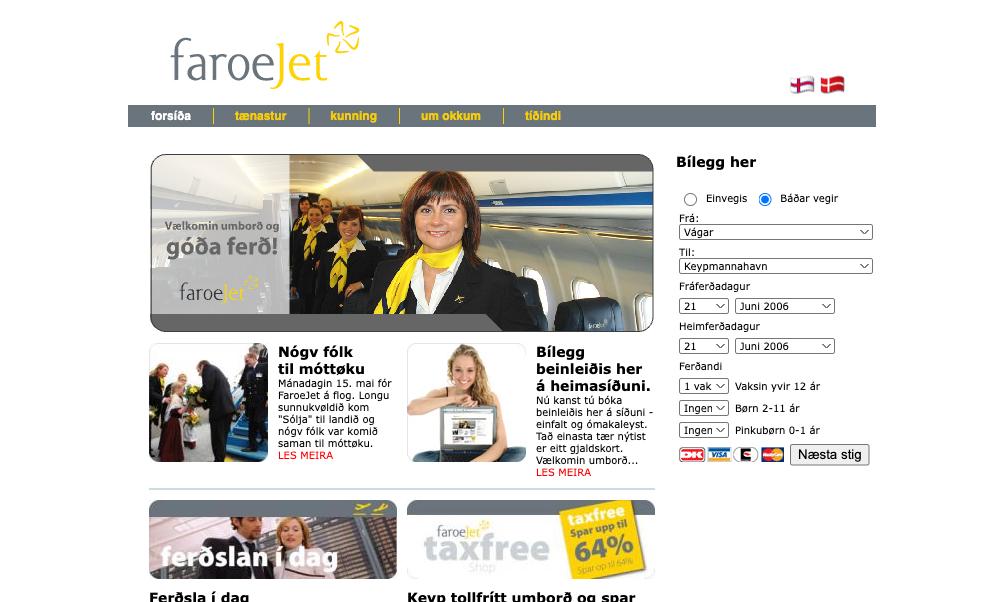 faroeJet
forsíða
tænastur
kunning
um okkum
tíðindi
Vælkomin umborð og
góða ferð!
faroeJet
Bílegg her
Einvegis
Báðar vegir
Frá:
Vágar
Til:
Keypmannahavn
Fráferðadagur
21
Juni 2006
Heimferðadagur
21
Juni 2006
Ferðandi
1 vak
Vaksin yvir 12 ár
Ingen
Børn 2-11 ár
Ingen
Pinkubørn 0-1 ár
DK
VISA
MasterCard
Næsta stig
Nógv fólk
til móttøku
Mánadagin 15. mai fór
FaroeJet á flog. Longu
sunnukvøldið kom
"Sólja" til landið og
nógv fólk var komið
saman til móttøku.
LES MEIRA
Bílegg
beinleiðis her
á heimasíðuni.
Nú kanst tú bóka
beinleiðis her á síðuni -
einfalt og ómakaleyst.
Tað einasta tær nýtist
er eitt gjaldskort.
Vælkomin umborð...
LES MEIRA
ferðslan í dag
faroeJet
taxfree
Shop
taxfree
Spar upp til
64%
Spar op til 64%
Ferðsla í dag
Keyp tollfrítt umborð og spar